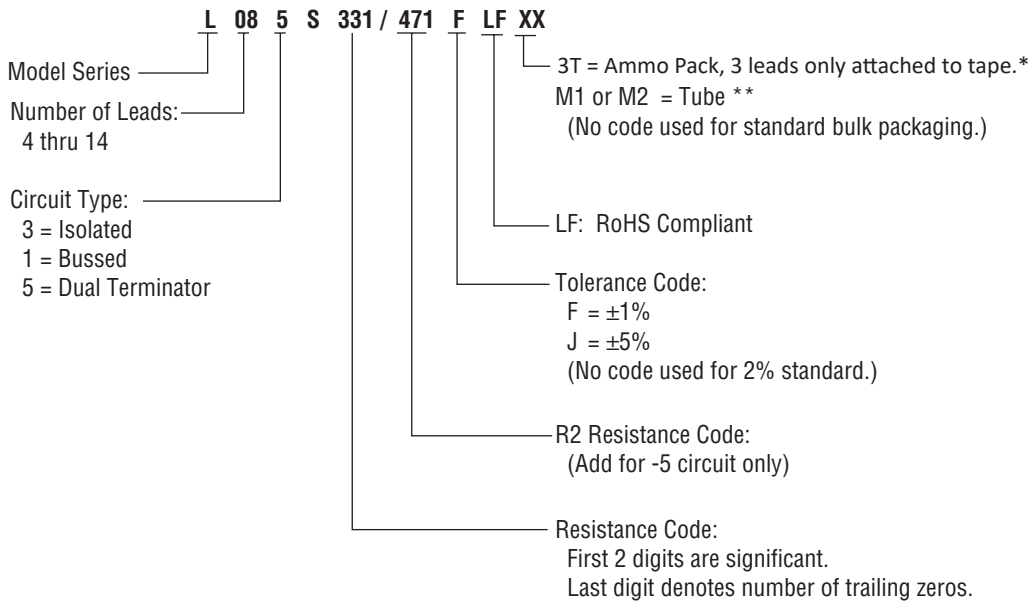 L 08 5 S 331 / 471 F LF XX
Model Series
Number of Leads:
4 thru 14
Circuit Type:
3 = Isolated
1 = Bussed
5 = Dual Terminator
3T = Ammo Pack, 3 leads only attached to tape.*
M1 or M2 = Tube **
(No code used for standard bulk packaging.)
LF: RoHS Compliant
Tolerance Code:
F = ±1%
J = ±5%
(No code used for 2% standard.)
R2 Resistance Code:
(Add for -5 circuit only)
Resistance Code:
First 2 digits are significant.
Last digit denotes number of trailing zeros.